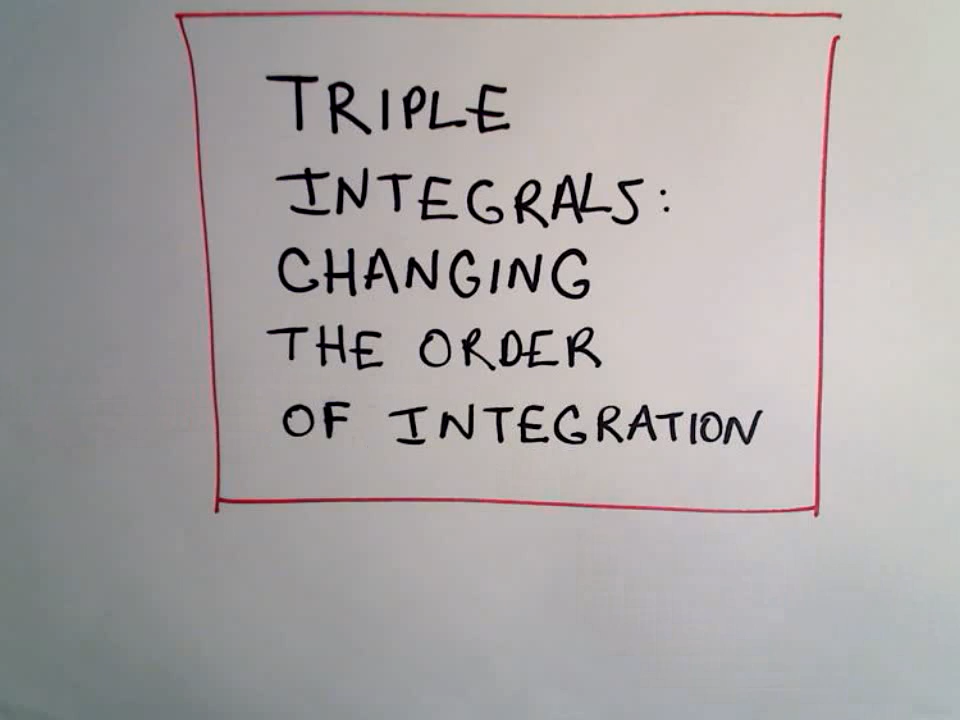 TRIPLE
INTEGRALS:
CHANGING
THE ORDER
OF INTEGRATION